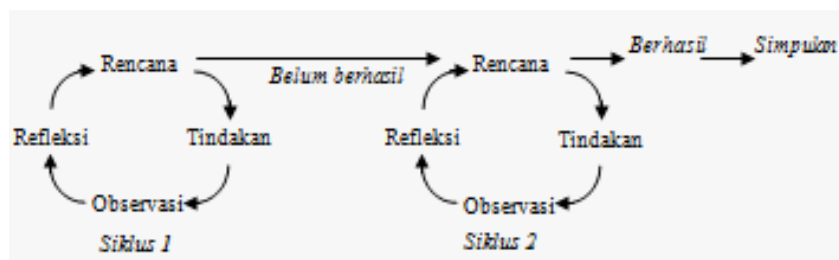 Rencana
Belum berhasil
Rencana
Berhasil
Simpulan
Refleksi
Tindakan
Refleksi
Tindakan
Observasi
Observasi
Siklus 1
Siklus 2